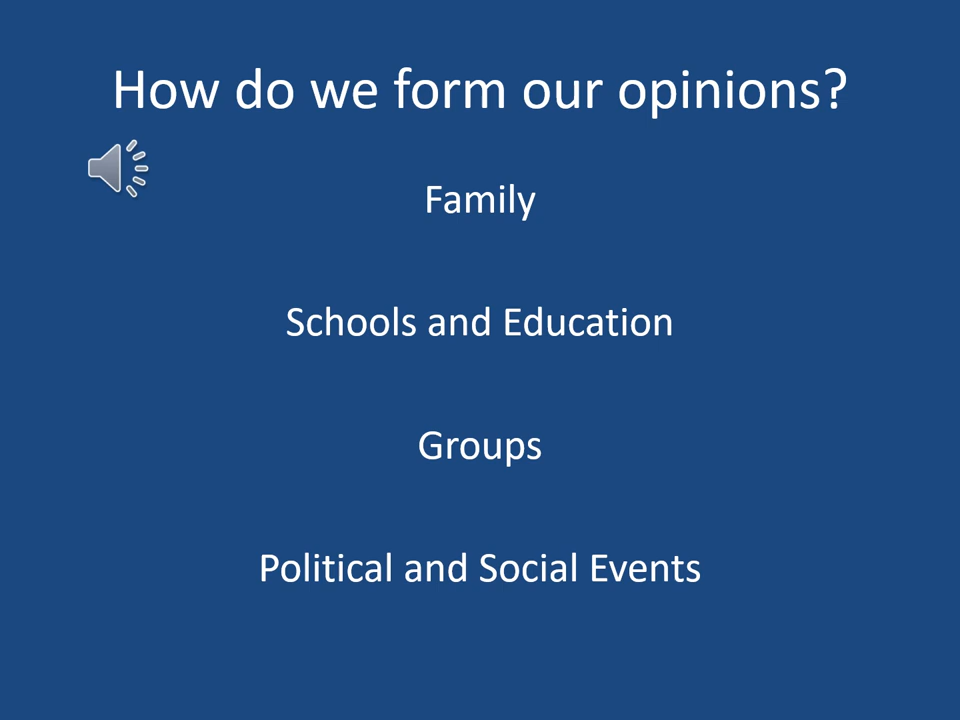 How do we form our opinions?
Family
Schools and Education
Groups
Political and Social Events